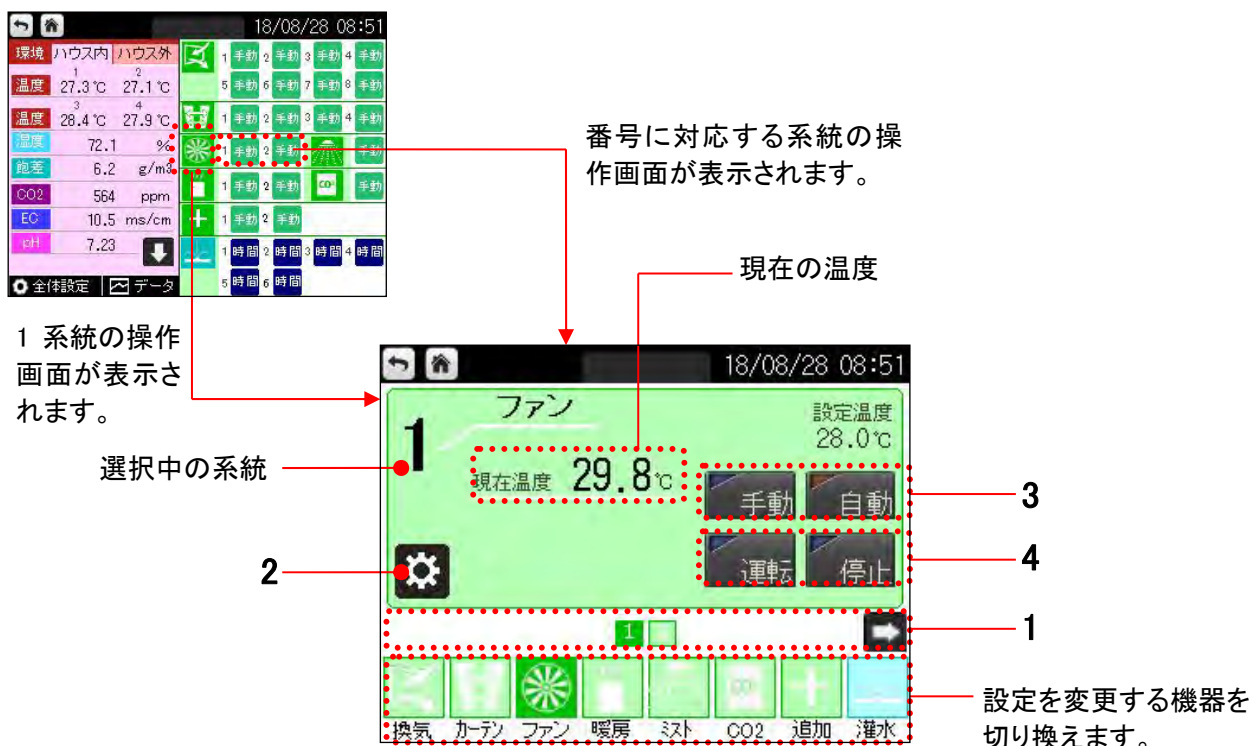 18/08/28 08:51
環境 ハウス内 ハウス外
1 2
温度 27.3℃ 27.1℃
3 4
温度 28.4℃ 27.9℃
湿度 72.1 %
飽差 6.2 g/m3
CO2 564 ppm
EC 10.5 ms/cm
pH 7.23
全体設定 データ
1 手動 2 手動 3 手動 4 手動
5 手動 6 手動 7 手動 8 手動
1 手動 2 手動 3 手動 4 手動
1 手動 2 手動 手動
1 手動 2 手動 CO2 手動
1 手動 2 手動
1 時間 2 時間 3 時間 4 時間
5 時間 6 時間
番号に対応する系統の操
作画面が表示されます。
現在の温度
1 系統の操作
画面が表示さ
れます。
選択中の系統
18/08/28 08:51
1 ファン
設定温度
28.0℃
現在温度 29.8℃
手動 自動
運転 停止
3
4
2
1
1
換気 カーテン ファン 暖房 ミスト CO2 追加 灌水
設定を変更する機器を
切り換えます。